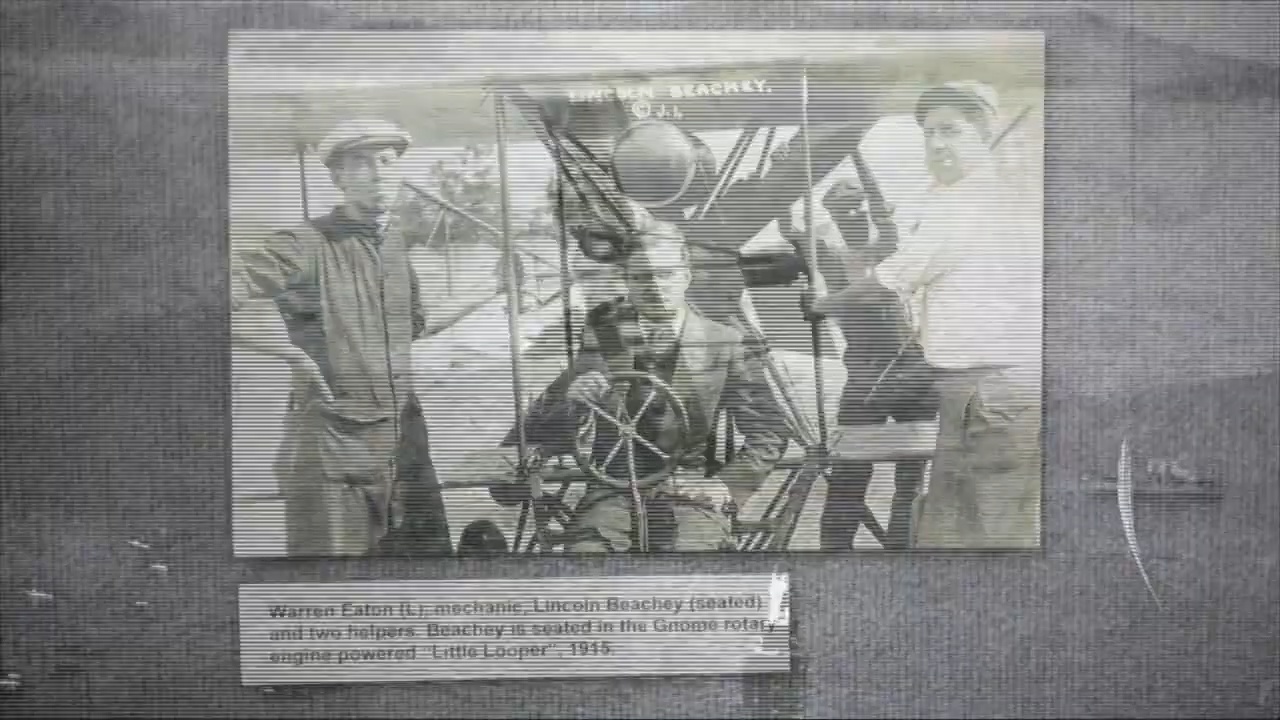 LINCOLN BEACHEY.
© J.L
Warren Eaton (L), mechanic, Lincoln Beachey (seated)
and two helpers. Beachey is seated in the Gnome rotary
engine powered "Little Looper", 1915.